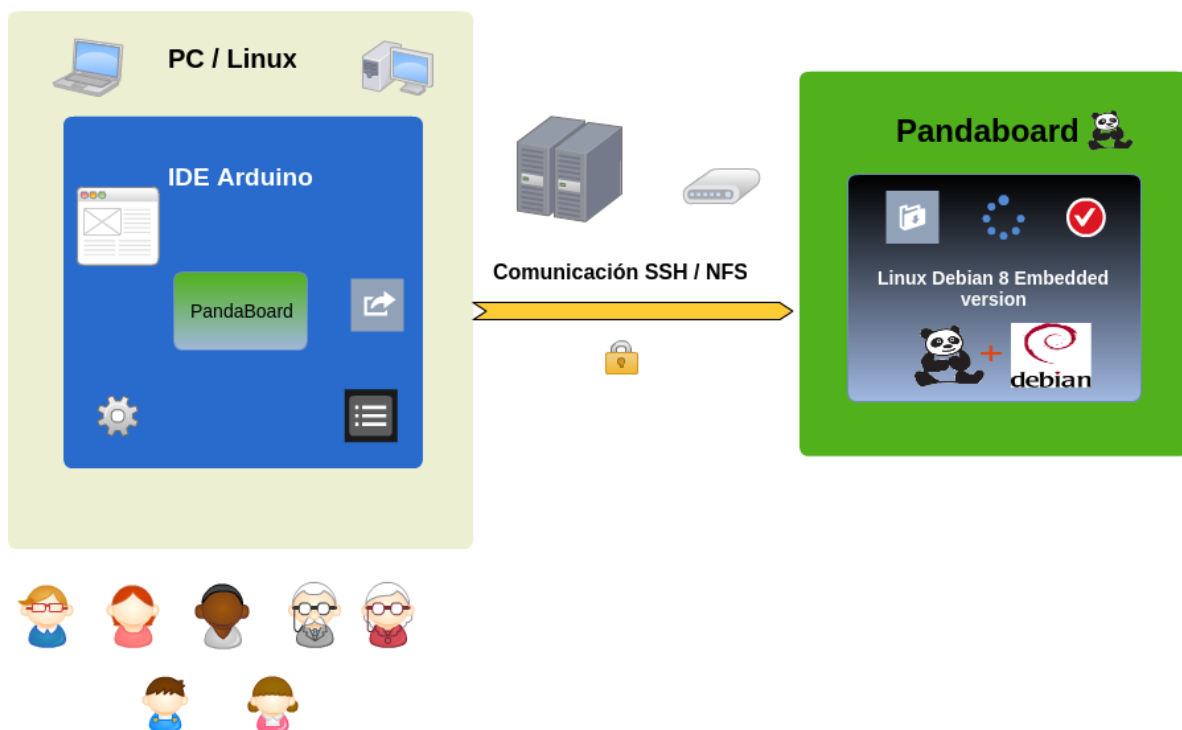 PC / Linux
IDE Arduino
PandaBoard
Comunicación SSH / NFS
Pandaboard
Linux Debian 8 Embedded
version
debian